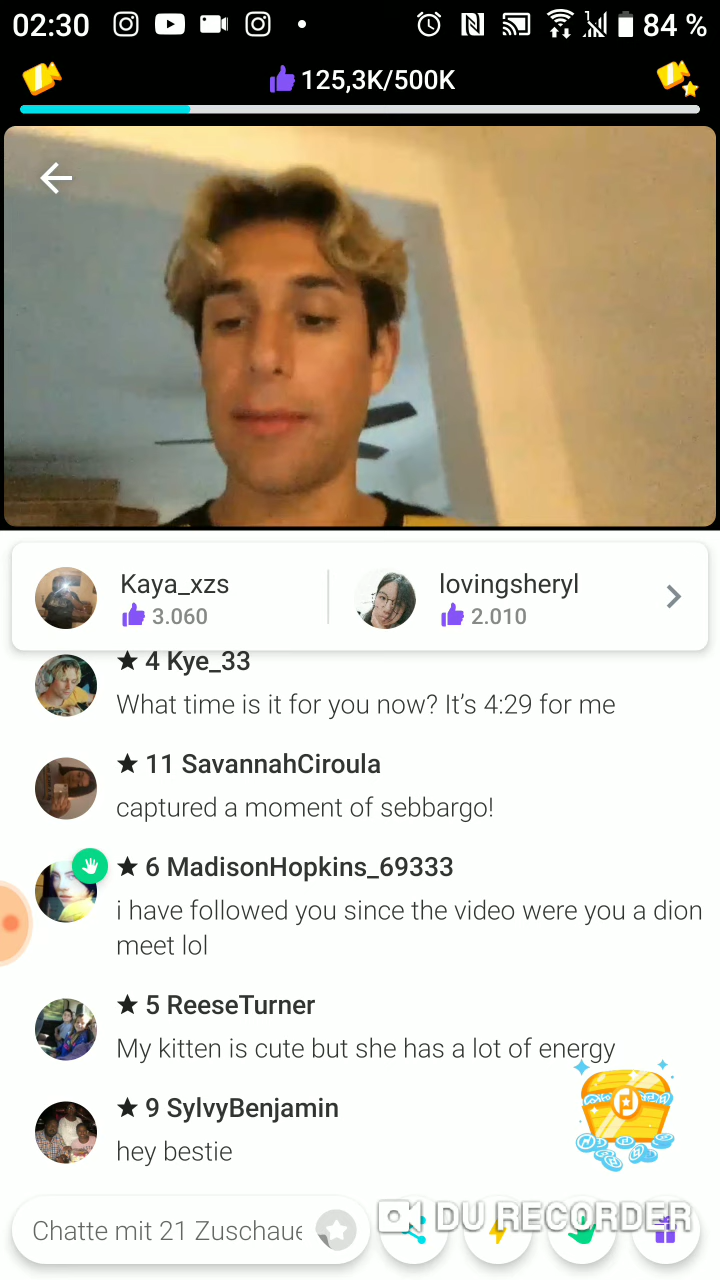 02:30 84 %
125,3K/500K
Kaya_xzs lovingsheryl
3.060 2.010
★ 4 Kye_33
What time is it for you now? It’s 4:29 for me
★ 11 SavannahCiroula
captured a moment of sebbargo!
★ 6 MadisonHopkins_69333
i have followed you since the video were you a dion
meet lol
★ 5 ReeseTurner
My kitten is cute but she has a lot of energy
★ 9 SylvyBenjamin
hey bestie
Chatte mit 21 Zuschaue
DU RECORDER